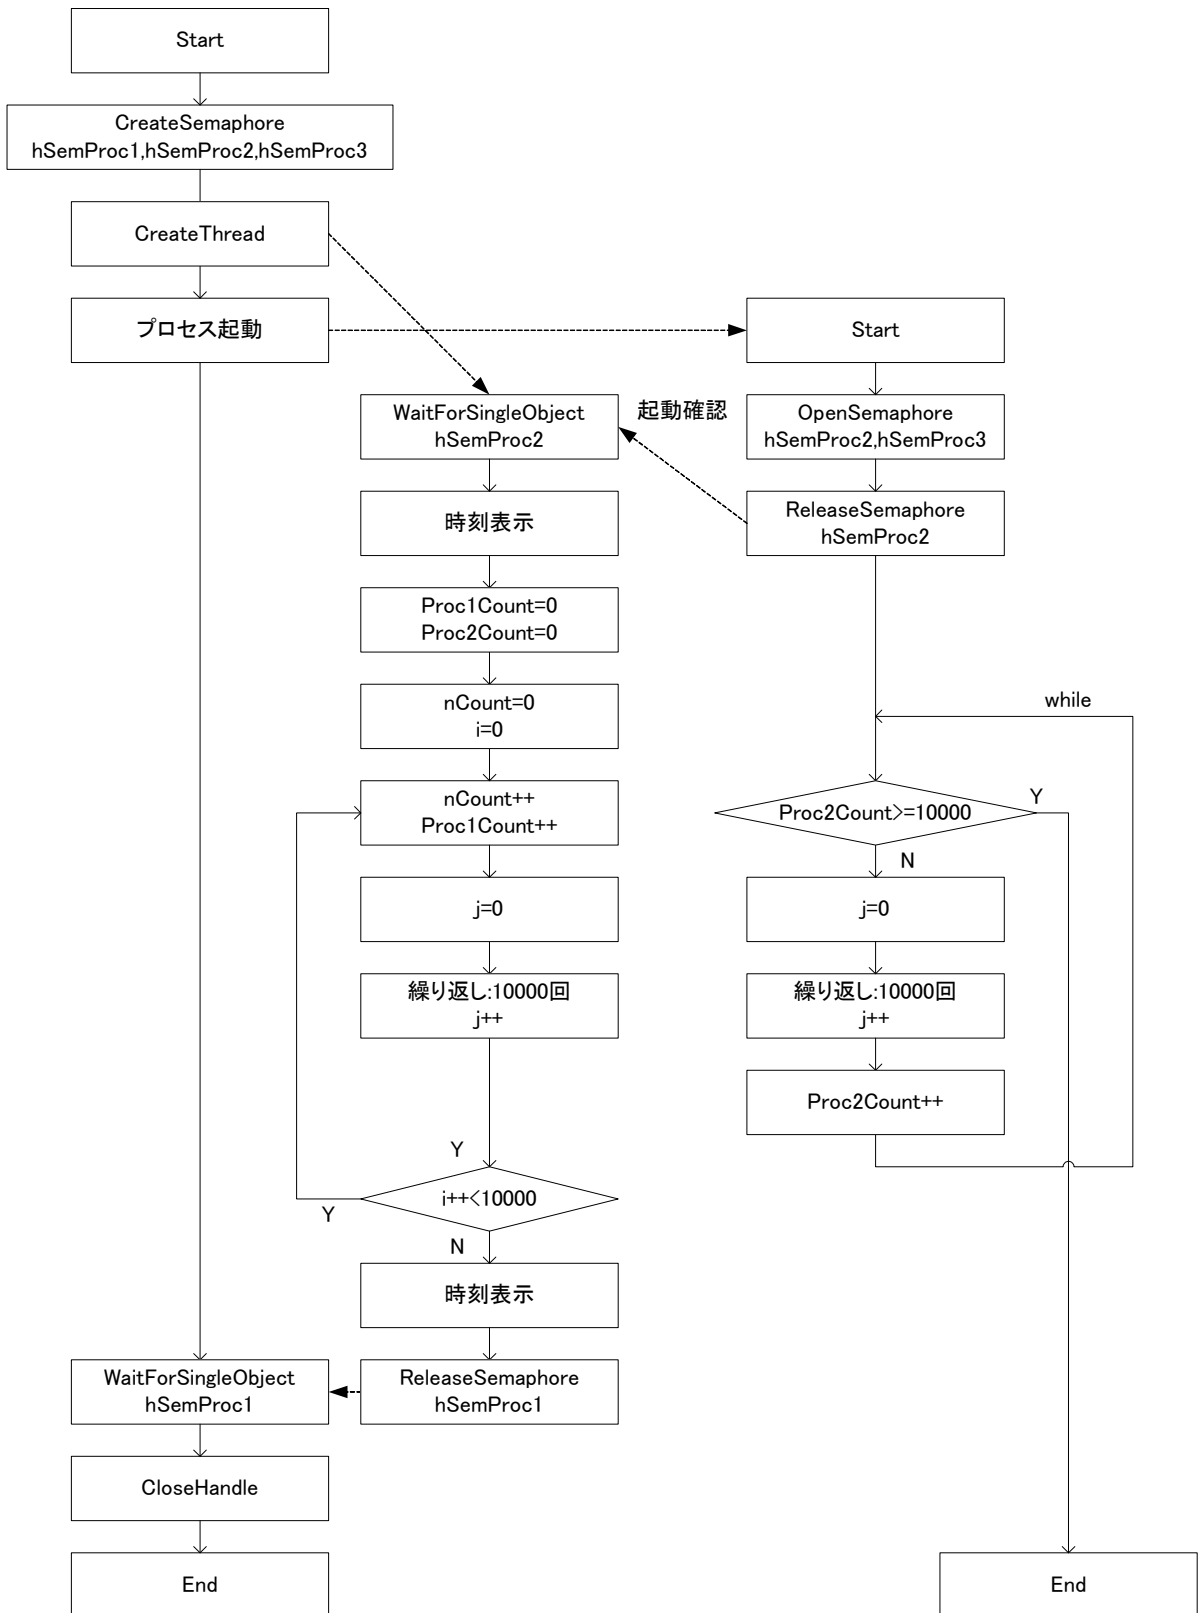 Start
CreateSemaphore
hSemProc1,hSemProc2,hSemProc3
CreateThread
プロセス起動
Start
WaitForSingleObject
hSemProc2
起動確認
OpenSemaphore
hSemProc2,hSemProc3
時刻表示
ReleaseSemaphore
hSemProc2
Proc1Count=0
Proc2Count=0
nCount=0
i=0
while
nCount++
Proc1Count++
Proc2Count>=10000
Y
N
j=0
j=0
繰り返し:10000回
j++
繰り返し:10000回
j++
Proc2Count++
Y
i++<10000
Y
N
時刻表示
WaitForSingleObject
hSemProc1
ReleaseSemaphore
hSemProc1
CloseHandle
End
End